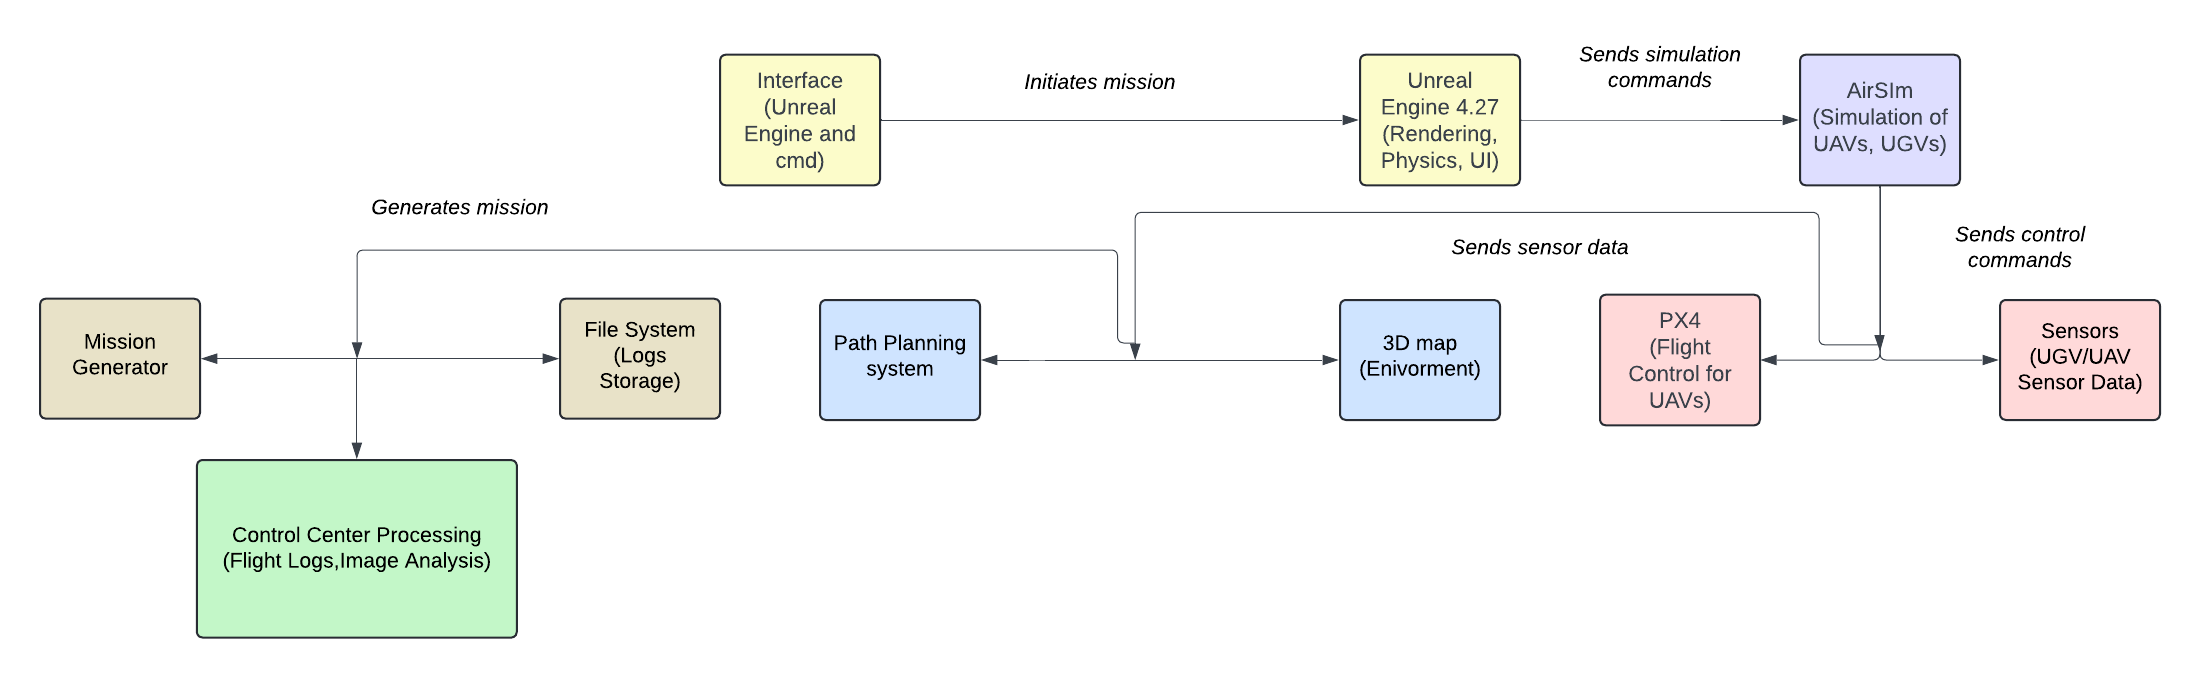 Interface
(Unreal
Engine and
cmd)
Initiates mission
Unreal
Engine 4.27
(Rendering,
Physics, UI)
Sends simulation
commands
AirSIm
(Simulation of
UAVs, UGVs)
Generates mission
Sends sensor data
Sends control
commands
Mission
Generator
File System
(Logs
Storage)
Path Planning
system
3D map
(Enivorment)
PX4
(Flight
Control for
UAVs)
Sensors
(UGV/UAV
Sensor Data)
Control Center Processing
(Flight Logs,Image Analysis)